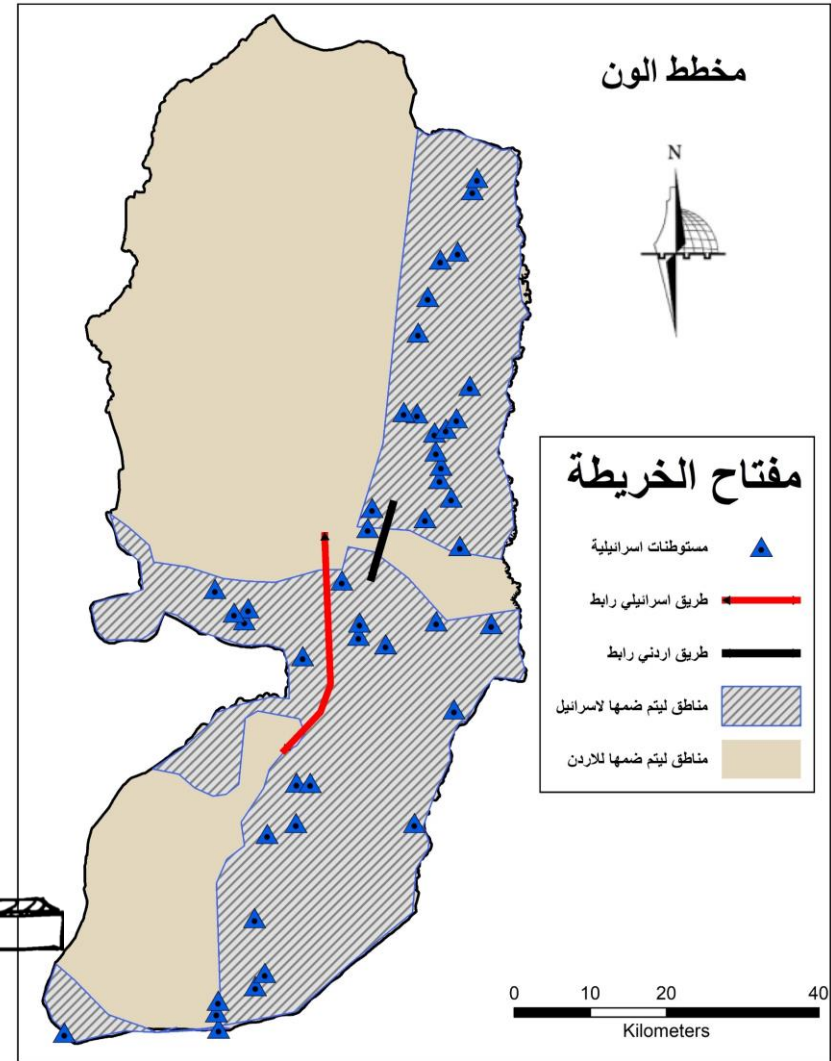 مخطط الون
N
مفتاح الخريطة
مستوطنات اسرائيلية
طريق اسرائيلي رابط
طريق اردني رابط
مناطق ليتم ضمها لاسرائيل
مناطق ليتم ضمها للاردن
0 10 20 40
Kilometers